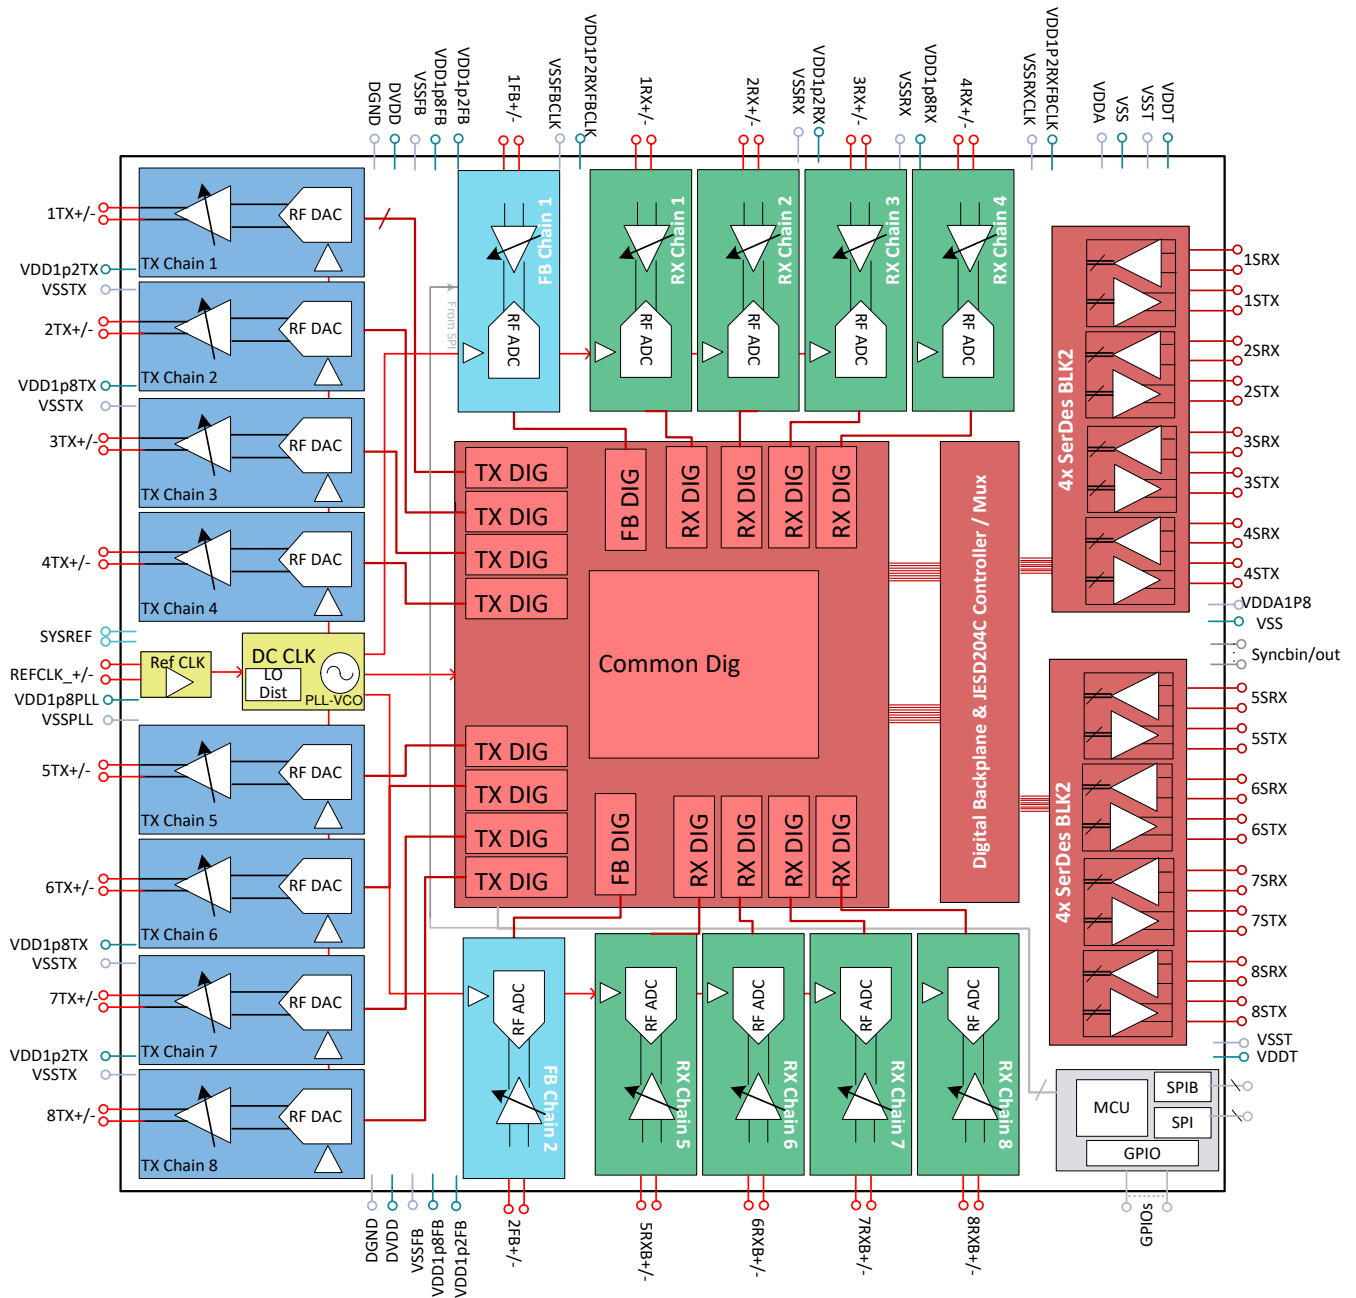 DGND
DVDD
VSSFB
VDD1p8FB
VDD1p2FB
1FB+/-
VSSFBCLK
VDD1P2RXFBCLK
1RX+/-
2RX+/-
VSSRX
VDD1p2RX
3RX+/-
VSSRX
VDD1p8RX
4RX+/-
VSSRXCLK
VDD1P2RXFBCLK
VDDA
VSS
VSST
VDDT
1TX+/-
VDD1p2TX
VSSTX
2TX+/-
VDD1p8TX
VSSTX
3TX+/-
4TX+/-
SYSREF
REFCLK_+/-
VDD1p8PLL
VSSPLL
5TX+/-
6TX+/-
VDD1p8TX
VSSTX
7TX+/-
VDD1p2TX
VSSTX
8TX+/-
RF DAC
TX Chain 1
RF DAC
TX Chain 2
RF DAC
TX Chain 3
RF DAC
TX Chain 4
Ref CLK
DC CLK
LO
Dist
PLL-VCO
RF DAC
TX Chain 5
RF DAC
TX Chain 6
RF DAC
TX Chain 7
RF DAC
TX Chain 8
From SPI
FB Chain 1
RF ADC
RX Chain 1
RF ADC
RX Chain 2
RF ADC
RX Chain 3
RF ADC
RX Chain 4
RF ADC
TX DIG
TX DIG
TX DIG
TX DIG
FB DIG
RX DIG
RX DIG
RX DIG
RX DIG
Common Dig
TX DIG
TX DIG
TX DIG
TX DIG
FB DIG
RX DIG
RX DIG
RX DIG
RX DIG
Digital Backplane & JESD204C Controller / Mux
RF ADC
FB Chain 2
RF ADC
RX Chain 5
RF ADC
RX Chain 6
RF ADC
RX Chain 7
RF ADC
RX Chain 8
4x SerDes BLK2
4x SerDes BLK2
1SRX
1STX
2SRX
2STX
3SRX
3STX
4SRX
4STX
VDDA1P8
VSS
Syncbin/out
5SRX
5STX
6SRX
6STX
7SRX
7STX
8SRX
8STX
VSST
VDDT
MCU
SPIB
SPI
GPIO
DGND
DVDD
VSSFB
VDD1p8FB
VDD1p2FB
2FB+/-
5RXB+/-
6RXB+/-
7RXB+/-
8RXB+/-
GPIOs